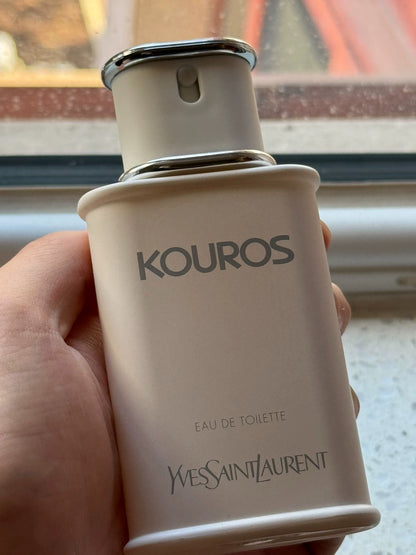 KOUROS
EAU DE TOILETTE
YVESSAINTLAURENT